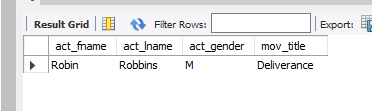 Result Grid Filter Rows: Export:
act_fname act_lname act_gender mov_title
Robin Robbins M Deliverance